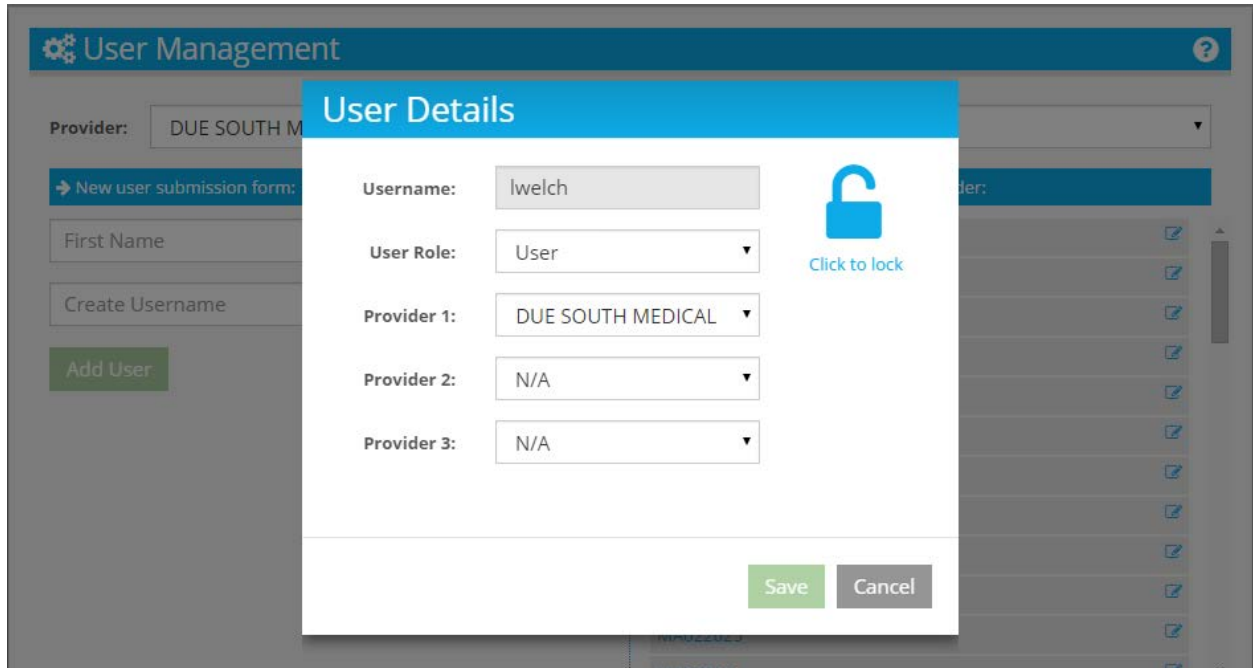 User Management
?
User Details
Provider:
DUE SOUTH M
New user submission form:
der:
Username:
lwelch
First Name
User Role:
User
Click to lock
Create Username
Provider 1:
DUE SOUTH MEDICAL
Add User
Provider 2:
N/A
Provider 3:
N/A
Save
Cancel